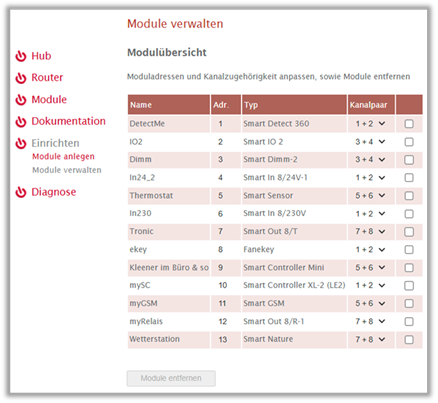 Module verwalten
Hub
Router
Module
Dokumentation
Einrichten
Module anlegen
Module verwalten
Diagnose
Modulübersicht
Moduladressen und Kanalzugehörigkeit anpassen, sowie Module entfernen
Name Adr. Typ Kanalpaar
DetectMe 1 Smart Detect 360 1 + 2
IO2 2 Smart IO 2 3 + 4
Dimm 3 Smart Dimm-2 3 + 4
In24_2 4 Smart In 8/24V-1 1 + 2
Thermostat 5 Smart Sensor 5 + 6
In230 6 Smart In 8/230V 1 + 2
Tronic 7 Smart Out 8/T 7 + 8
ekey 8 Fanekey 1 + 2
Kleener im Büro & so 9 Smart Controller Mini 5 + 6
mySC 10 Smart Controller XL-2 (LE2) 1 + 2
myGSM 11 Smart GSM 5 + 6
myRelais 12 Smart Out 8/R-1 7 + 8
Wetterstation 13 Smart Nature 7 + 8
Module entfernen